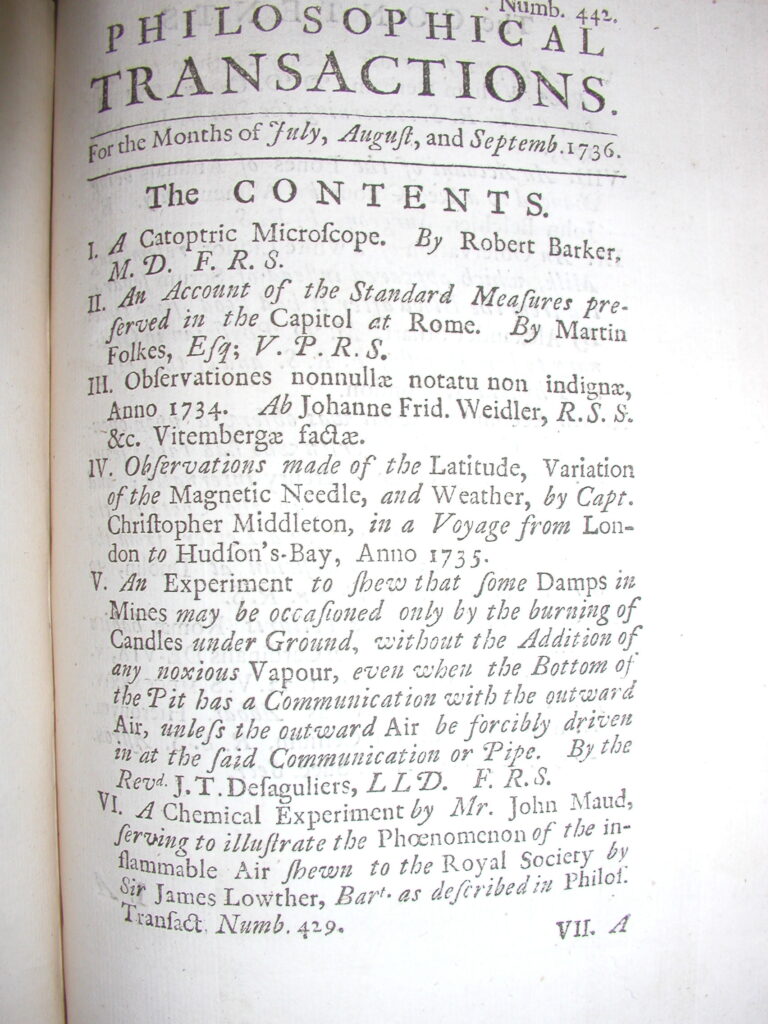 Numb. 442.
PHILOSOPHICAL
TRANSACTIONS.
For the Months of July, Auguſt, and Septemb. 1736.
The CONTENTS.
I. A Catoptric Microſcope. By Robert Barker,
M. D. F. R. S.
II. An Account of the Standard Meaſures pre-
ſerved in the Capitol at Rome. By Martin
Folkes, Eſq; V. P. R. S.
III. Obſervationes nonnullæ notatu non indignæ,
Anno 1734. Ab Johanne Frid. Weidler, R. S. S.
&c. Vitembergæ factæ.
IV. Obſervations made of the Latitude, Variation
of the Magnetic Needle, and Weather, by Capt.
Chriſtopher Middleton, in a Voyage from Lon-
don to Hudſon's-Bay, Anno 1735.
V. An Experiment to ſhew that ſome Damps in
Mines may be occaſioned only by the burning of
Candles under Ground, without the Addition of
any noxious Vapour, even when the Bottom of
the Pit has a Communication with the outward
Air, unleſs the outward Air be forcibly driven
in at the ſaid Communication or Pipe. By the
Revd. J. T. Deſaguliers, LLD. F. R. S.
VI. A Chemical Experiment by Mr. John Maud,
ſerving to illuſtrate the Phœnomenon of the in-
flammable Air ſhewn to the Royal Society by
Sir James Lowther, Bart. as deſcribed in Philoſ.
Tranſact. Numb. 429.
VII. A